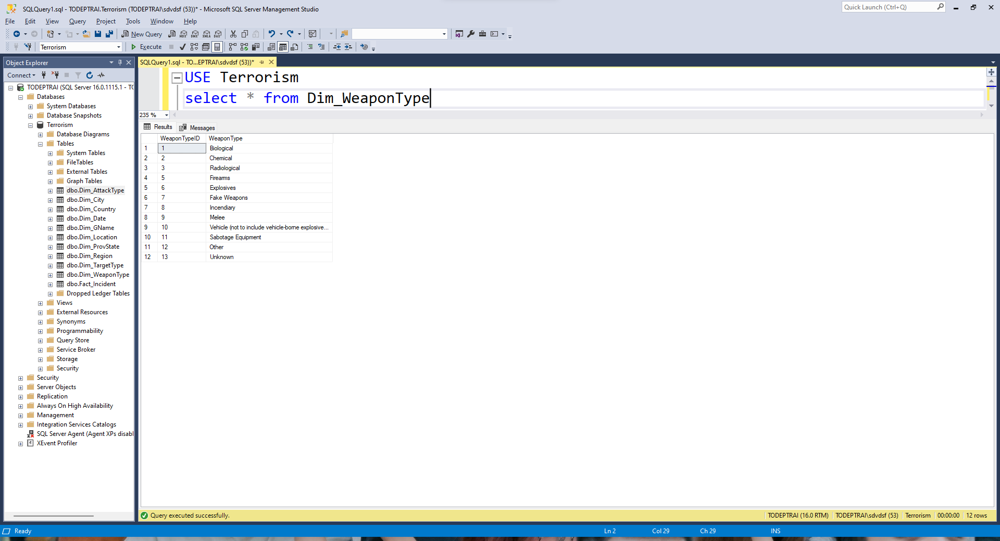 SQLQuery1.sql - TODEPTRAI.Terrorism (TODEPTRAI\sdvdsf (53))* - Microsoft SQL Server Management Studio
Quick Launch (Ctrl+Q)
File Edit View Query Project Tools Window Help
New Query MDX DMX XMLA DAX
Terrorism Execute
Object Explorer
Connect
TODEPTRAI (SQL Server 16.0.1115.1 - TO
Databases
System Databases
Database Snapshots
Terrorism
Database Diagrams
Tables
System Tables
FileTables
External Tables
Graph Tables
dbo.Dim_AttackType
dbo.Dim_City
dbo.Dim_Country
dbo.Dim_Date
dbo.Dim_GName
dbo.Dim_Location
dbo.Dim_ProvState
dbo.Dim_Region
dbo.Dim_TargetType
dbo.Dim_WeaponType
dbo.Fact_Incident
Dropped Ledger Tables
Views
External Resources
Synonyms
Programmability
Query Store
Service Broker
Storage
Security
Security
Server Objects
Replication
Always On High Availability
Management
Integration Services Catalogs
SQL Server Agent (Agent XPs disabl
XEvent Profiler
SQLQuery1.sql - TO...EPTRAI\sdvdsf (53))*
USE Terrorism
select * from Dim_WeaponType
235 %
Results Messages
WeaponTypeID WeaponType
1 1 Biological
2 2 Chemical
3 3 Radiological
4 5 Firearms
5 6 Explosives
6 7 Fake Weapons
7 8 Incendiary
8 9 Melee
9 10 Vehicle (not to include vehicle-borne explosive...
10 11 Sabotage Equipment
11 12 Other
12 13 Unknown
Query executed successfully.
TODEPTRAI (16.0 RTM) TODEPTRAI\sdvdsf (53) Terrorism 00:00:00 12 rows
Ready Ln 2 Col 29 Ch 29 INS